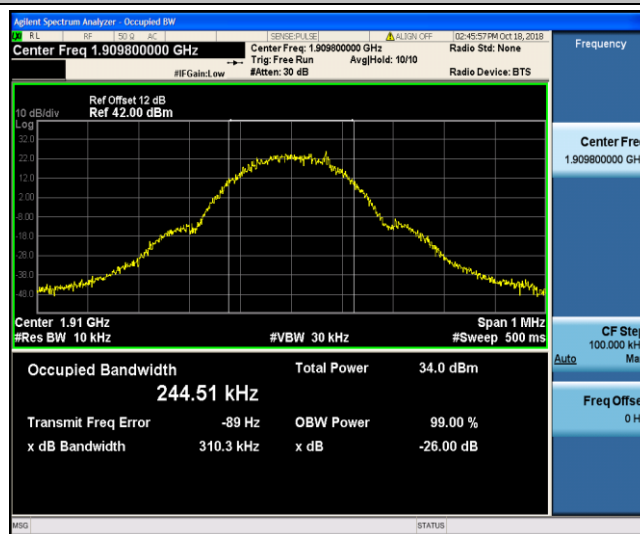 Agilent Spectrum Analyzer - Occupied BW
RL RF 50 Ω AC SENSE:PULSE ALIGN OFF 02:45:57 PM Oct 18, 2018
Center Freq 1.909800000 GHz Center Freq: 1.909800000 GHz Radio Std: None Frequency
Trig: Free Run Avg|Hold: 10/10
#IFGain:Low #Atten: 30 dB Radio Device: BTS
Ref Offset 12 dB
10 dB/div Ref 42.00 dBm
Log
32.0
22.0
12.0
2.00
-8.00
-18.0
-28.0
-38.0
-48.0
Center Fre
1.909800000 GH
Center 1.91 GHz Span 1 MHz
#Res BW 10 kHz #VBW 30 kHz #Sweep 500 ms
CF Step
100.000 kH
Auto Ma
Occupied Bandwidth Total Power 34.0 dBm
244.51 kHz
Transmit Freq Error -89 Hz OBW Power 99.00 %
x dB Bandwidth 310.3 kHz x dB -26.00 dB
Freq Offse
0 H
MSG STATUS